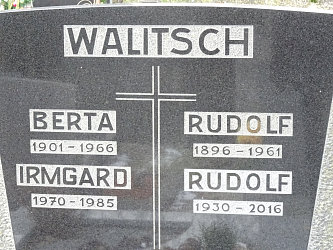 WALITSCH
BERTA
1901 - 1966
RUDOLF
1896 - 1961
IRMGARD
1970 - 1985
RUDOLF
1930 - 2016